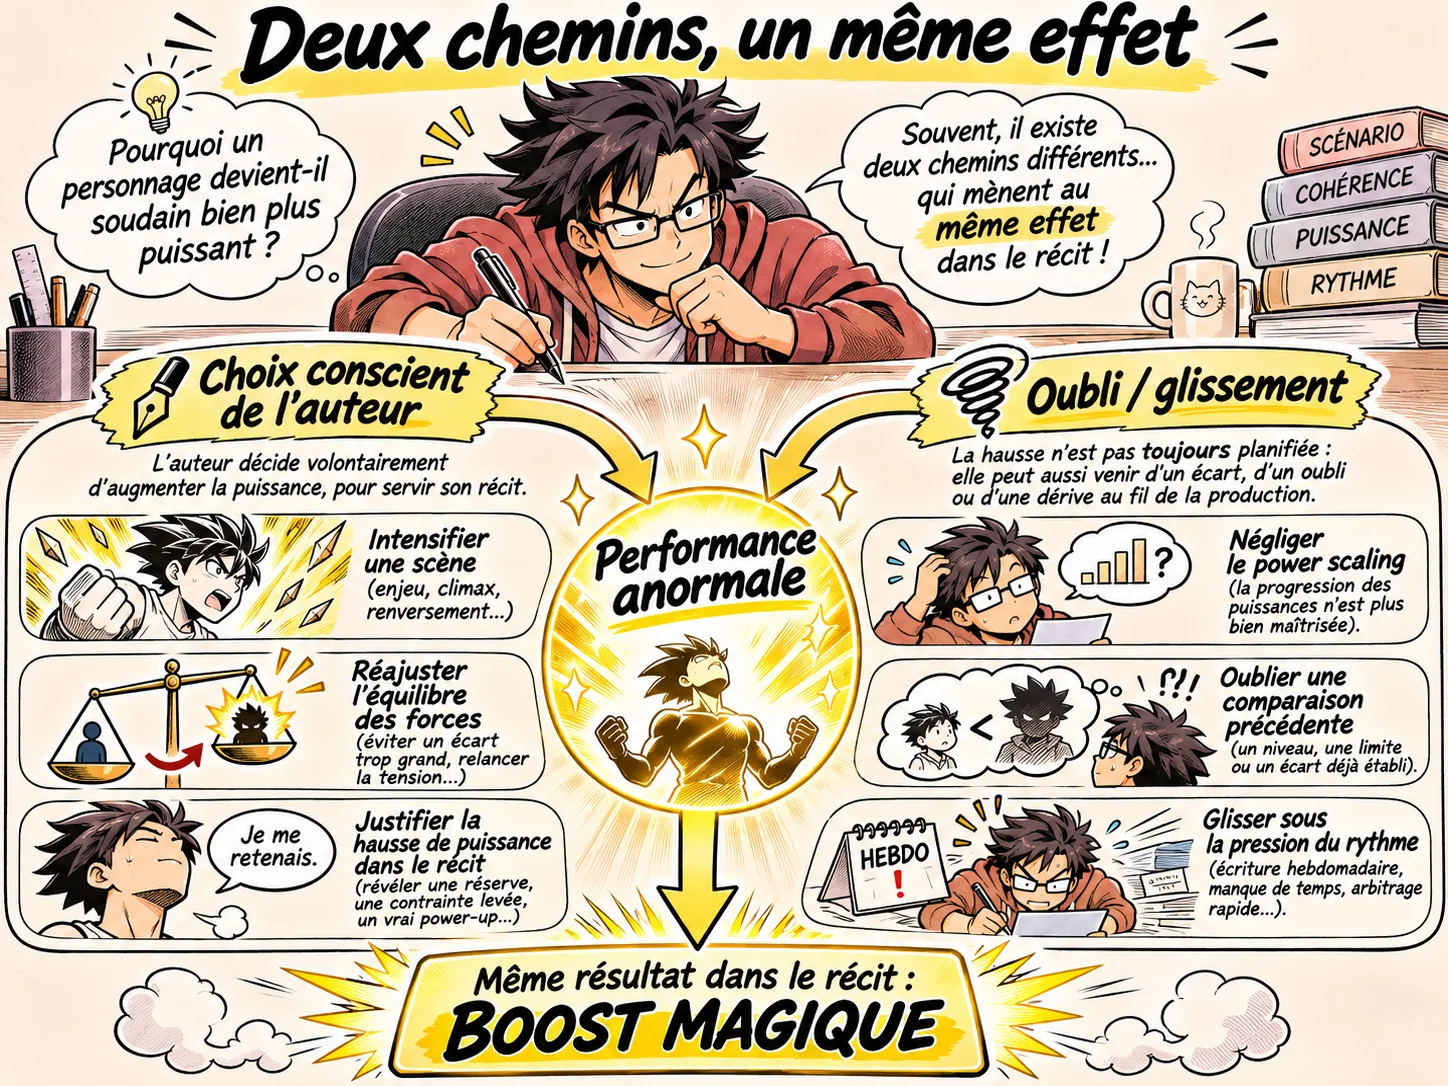 Deux chemins, un même effet
Pourquoi un
personnage devient-il
soudain bien plus
puissant ?
Souvent, il existe
deux chemins différents...
qui mènent au
même effet
dans le récit !
SCÉNARIO
COHÉRENCE
PUISSANCE
RYTHME
Choix conscient
de l'auteur
L'auteur décide volontairement
d'augmenter la puissance, pour servir son récit.
Intensifier
une scène
(enjeu, climax,
renversement...)
Réajuster
l'équilibre
des forces
(éviter un écart
trop grand, relancer
la tension...)
Je me
retenais.
Justifier la
hausse de puissance
dans le récit
(révéler une réserve,
une contrainte levée,
un vrai power-up...)
Performance
anormale
Oubli / glissement
La hausse n'est pas toujours planifiée :
elle peut aussi venir d'un écart, d'un oubli
ou d'une dérive au fil de la production.
?
Négliger
le power scaling
(la progression des
puissances n'est plus
bien maîtrisée).
<
?!!
Oublier une
comparaison
précédente
(un niveau, une limite
ou un écart déjà établi).
HEBDO
!
Glisser sous
la pression du rythme
(écriture hebdomadaire,
manque de temps, arbitrage
rapide...).
Même résultat dans le récit :
BOOST MAGIQUE